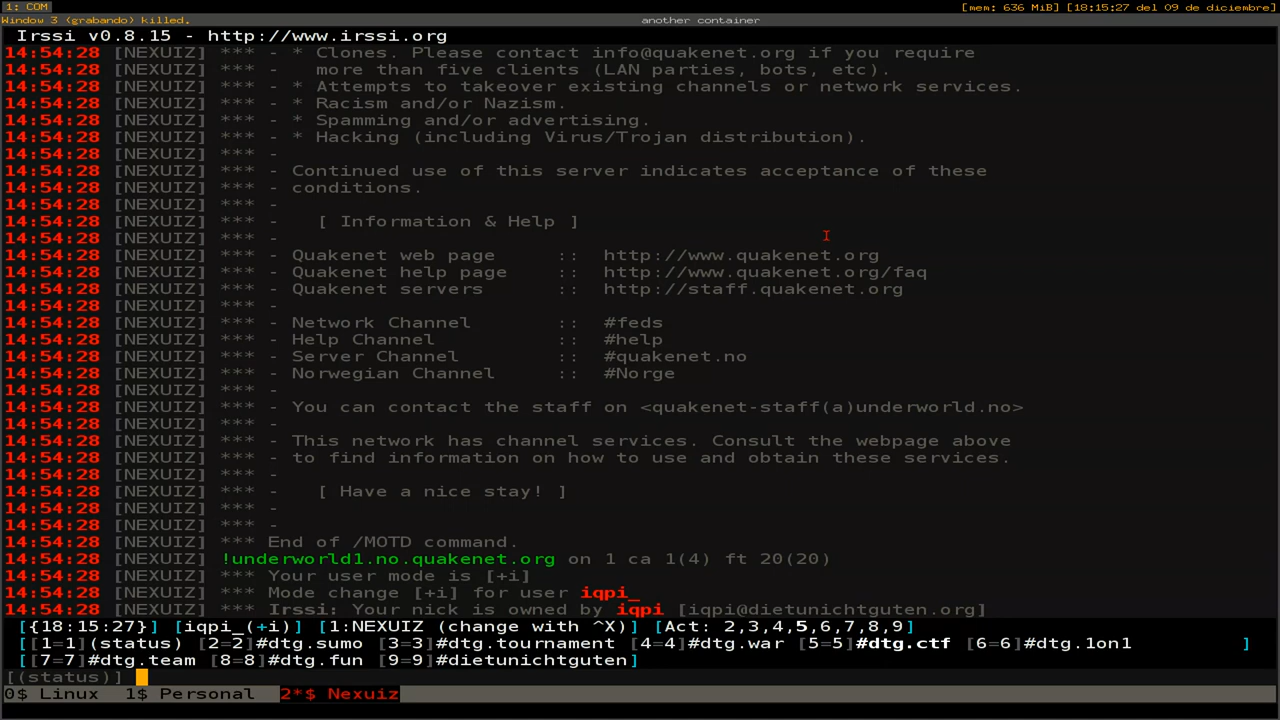 1: COM [mem: 636 MiB] [18:15:27 del 09 de diciembre]
Window 3 (grabando) killed. another container
Irssi v0.8.15 - http://www.irssi.org
14:54:28 [NEXUIZ] *** - * Clones. Please contact info@quakenet.org if you require
14:54:28 [NEXUIZ] *** -   more than five clients (LAN parties, bots, etc).
14:54:28 [NEXUIZ] *** - * Attempts to takeover existing channels or network services.
14:54:28 [NEXUIZ] *** - * Racism and/or Nazism.
14:54:28 [NEXUIZ] *** - * Spamming and/or advertising.
14:54:28 [NEXUIZ] *** - * Hacking (including Virus/Trojan distribution).
14:54:28 [NEXUIZ] *** -
14:54:28 [NEXUIZ] *** - Continued use of this server indicates acceptance of these
14:54:28 [NEXUIZ] *** - conditions.
14:54:28 [NEXUIZ] *** -
14:54:28 [NEXUIZ] *** -   [ Information & Help ]
14:54:28 [NEXUIZ] *** -
14:54:28 [NEXUIZ] *** - Quakenet web page     ::  http://www.quakenet.org
14:54:28 [NEXUIZ] *** - Quakenet help page    ::  http://www.quakenet.org/faq
14:54:28 [NEXUIZ] *** - Quakenet servers      ::  http://staff.quakenet.org
14:54:28 [NEXUIZ] *** -
14:54:28 [NEXUIZ] *** - Network Channel       ::  #feds
14:54:28 [NEXUIZ] *** - Help Channel          ::  #help
14:54:28 [NEXUIZ] *** - Server Channel        ::  #quakenet.no
14:54:28 [NEXUIZ] *** - Norwegian Channel     ::  #Norge
14:54:28 [NEXUIZ] *** -
14:54:28 [NEXUIZ] *** - You can contact the staff on <quakenet-staff(a)underworld.no>
14:54:28 [NEXUIZ] *** -
14:54:28 [NEXUIZ] *** - This network has channel services. Consult the webpage above
14:54:28 [NEXUIZ] *** - to find information on how to use and obtain these services.
14:54:28 [NEXUIZ] *** -
14:54:28 [NEXUIZ] *** -   [ Have a nice stay! ]
14:54:28 [NEXUIZ] *** -
14:54:28 [NEXUIZ] *** -
14:54:28 [NEXUIZ] *** End of /MOTD command.
14:54:28 [NEXUIZ] !underworld1.no.quakenet.org on 1 ca 1(4) ft 20(20)
14:54:28 [NEXUIZ] *** Your user mode is [+i]
14:54:28 [NEXUIZ] *** Mode change [+i] for user iqpi_
14:54:28 [NEXUIZ] *** Irssi: Your nick is owned by iqpi [iqpi@dietunichtguten.org]
[{18:15:27}] [iqpi_(+i)] [1:NEXUIZ (change with ^X)] [Act: 2,3,4,5,6,7,8,9]
[[1=1](status) [2=2]#dtg.sumo [3=3]#dtg.tournament [4=4]#dtg.war [5=5]#dtg.ctf [6=6]#dtg.1on1 ]
[[7=7]#dtg.team [8=8]#dtg.fun [9=9]#dietunichtguten]
[(status)]
0$ Linux  1$ Personal  2*$ Nexuiz